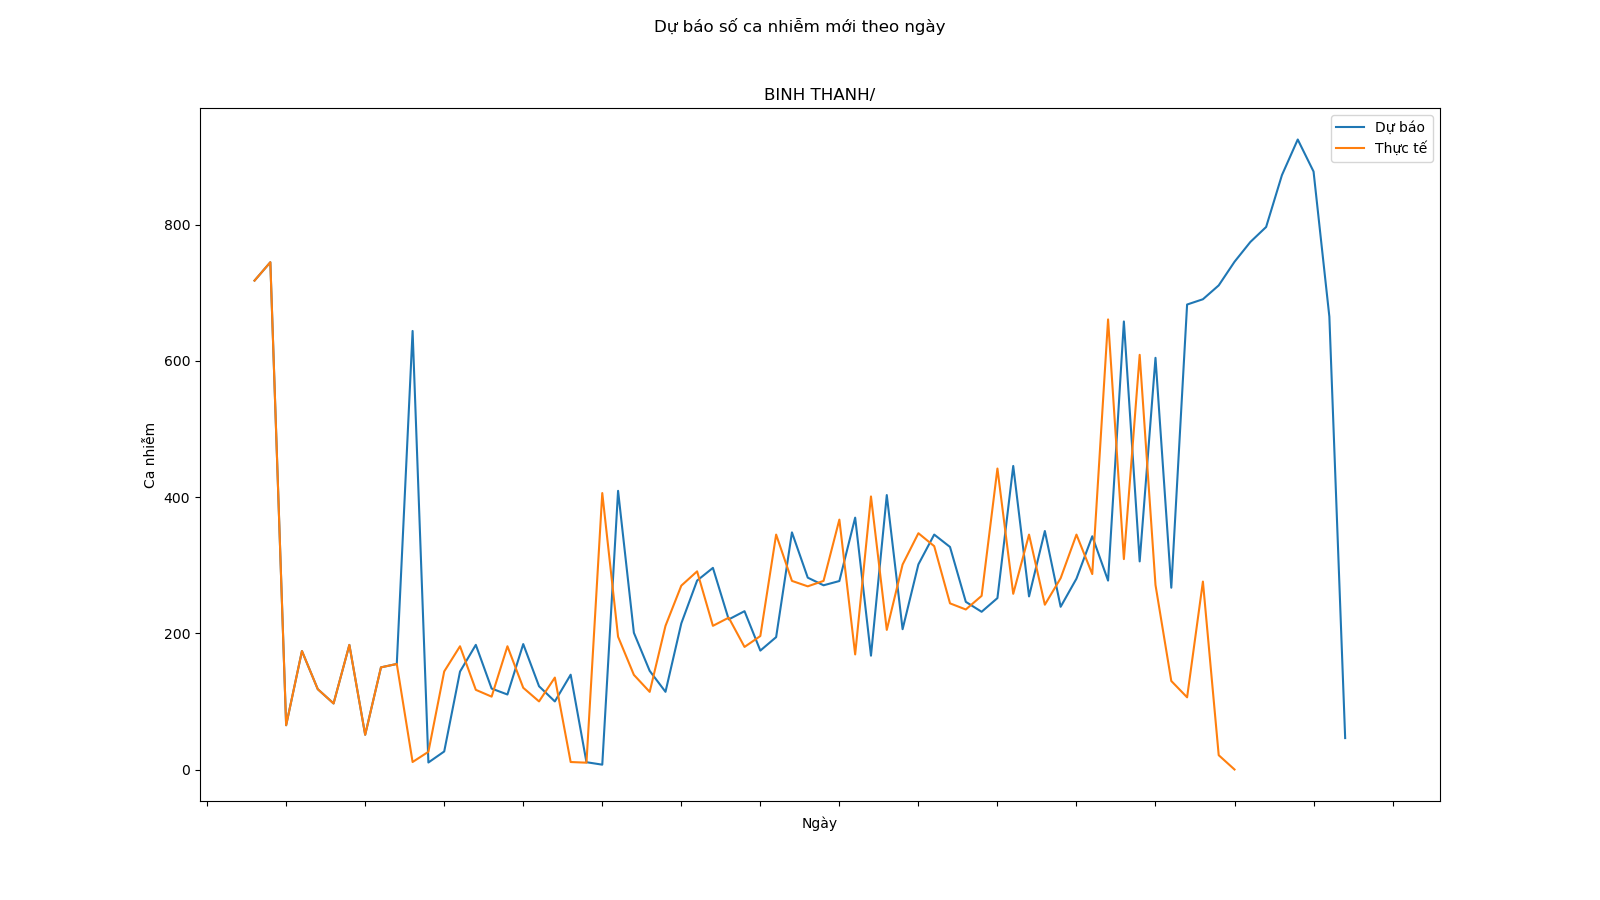 Dự báo số ca nhiễm mới theo ngày
BINH THANH/
Dự báo
Thực tế
800
600
400
200
0
Ca nhiễm
Ngày